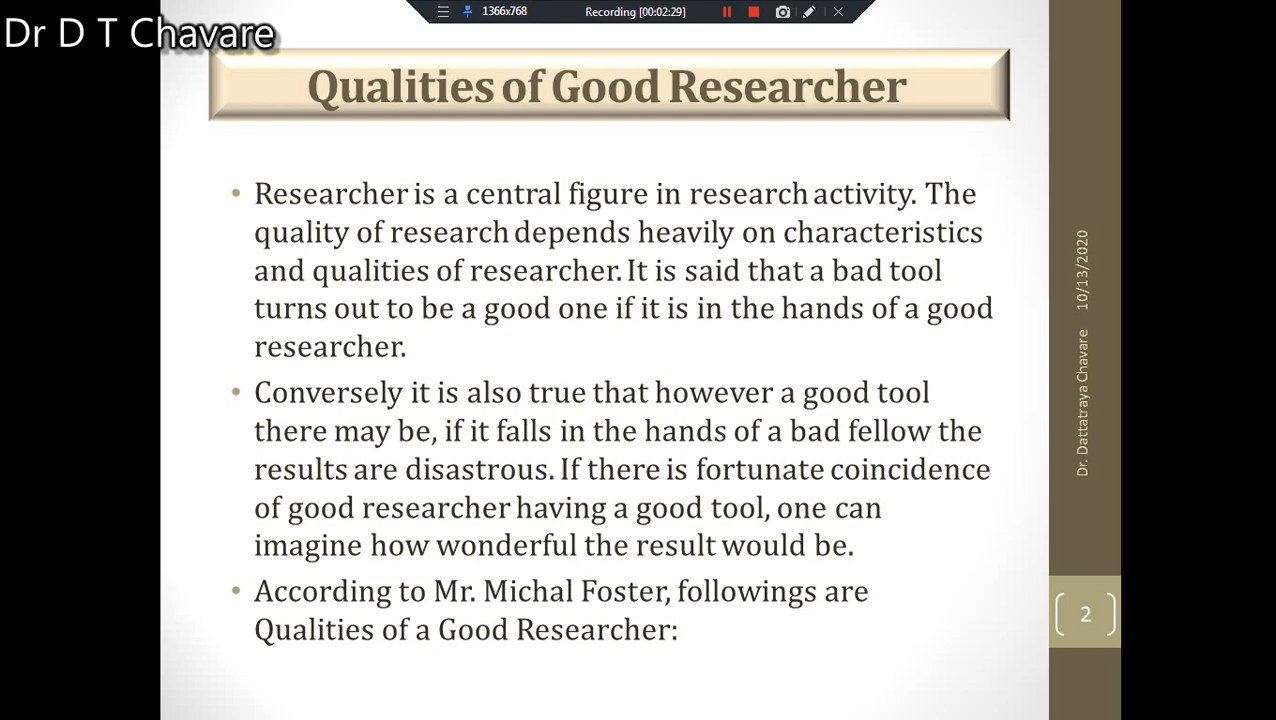 1366x768
Recording [00:02:29]
Dr D T Chavare
Qualities of Good Researcher
• Researcher is a central figure in research activity. The
quality of research depends heavily on characteristics
and qualities of researcher. It is said that a bad tool
turns out to be a good one if it is in the hands of a good
researcher.
• Conversely it is also true that however a good tool
there may be, if it falls in the hands of a bad fellow the
results are disastrous. If there is fortunate coincidence
of good researcher having a good tool, one can
imagine how wonderful the result would be.
• According to Mr. Michal Foster, followings are
Qualities of a Good Researcher:
10/13/2020
Dr. Dattatraya Chavare
2